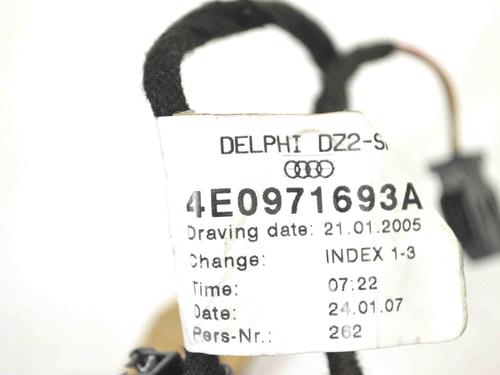 DELPHI DZ2-S
4E0971693A
Draving date: 21.01.2005
Change: INDEX 1-3
Time: 07:22
Date: 24.01.07
Pers-Nr.: 262